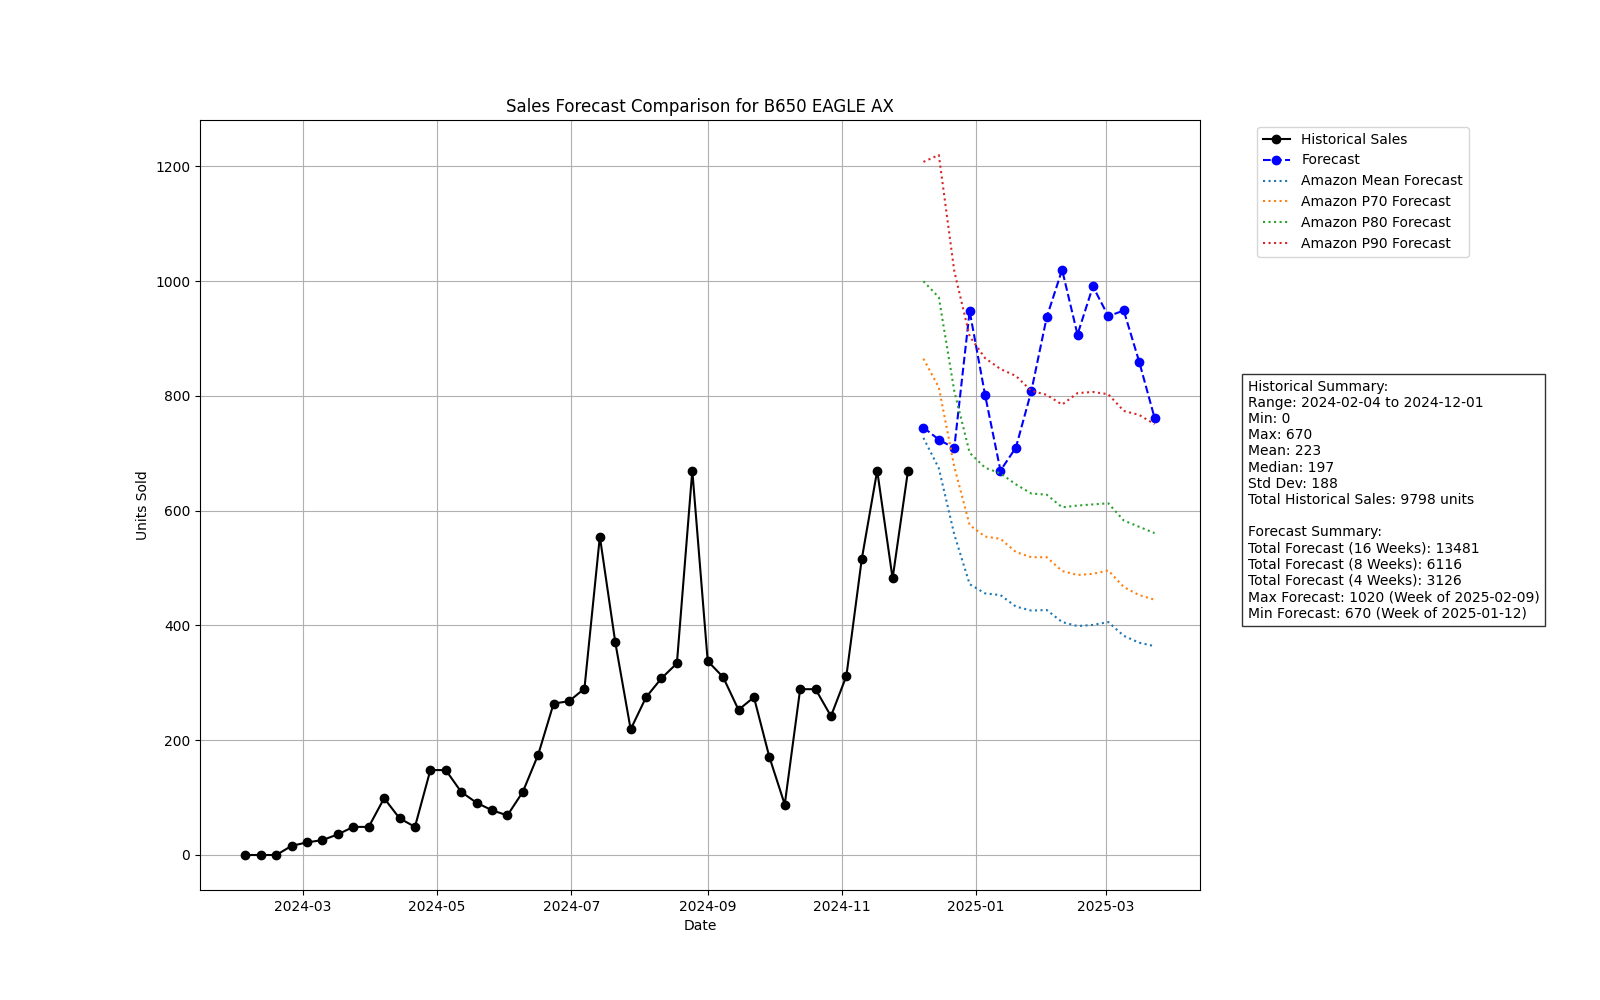 Sales Forecast Comparison for B650 EAGLE AX
Historical Sales
Forecast
Amazon Mean Forecast
Amazon P70 Forecast
Amazon P80 Forecast
Amazon P90 Forecast
1200
1000
800
600
400
200
0
Units Sold
2024-03
2024-05
2024-07
2024-09
2024-11
2025-01
2025-03
Date
Historical Summary:
Range: 2024-02-04 to 2024-12-01
Min: 0
Max: 670
Mean: 223
Median: 197
Std Dev: 188
Total Historical Sales: 9798 units
Forecast Summary:
Total Forecast (16 Weeks): 13481
Total Forecast (8 Weeks): 6116
Total Forecast (4 Weeks): 3126
Max Forecast: 1020 (Week of 2025-02-09)
Min Forecast: 670 (Week of 2025-01-12)